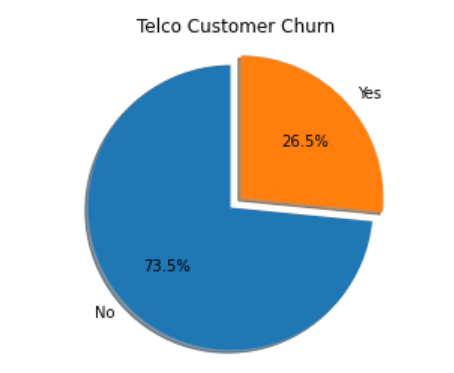 Telco Customer Churn
Yes
26.5%
73.5%
No